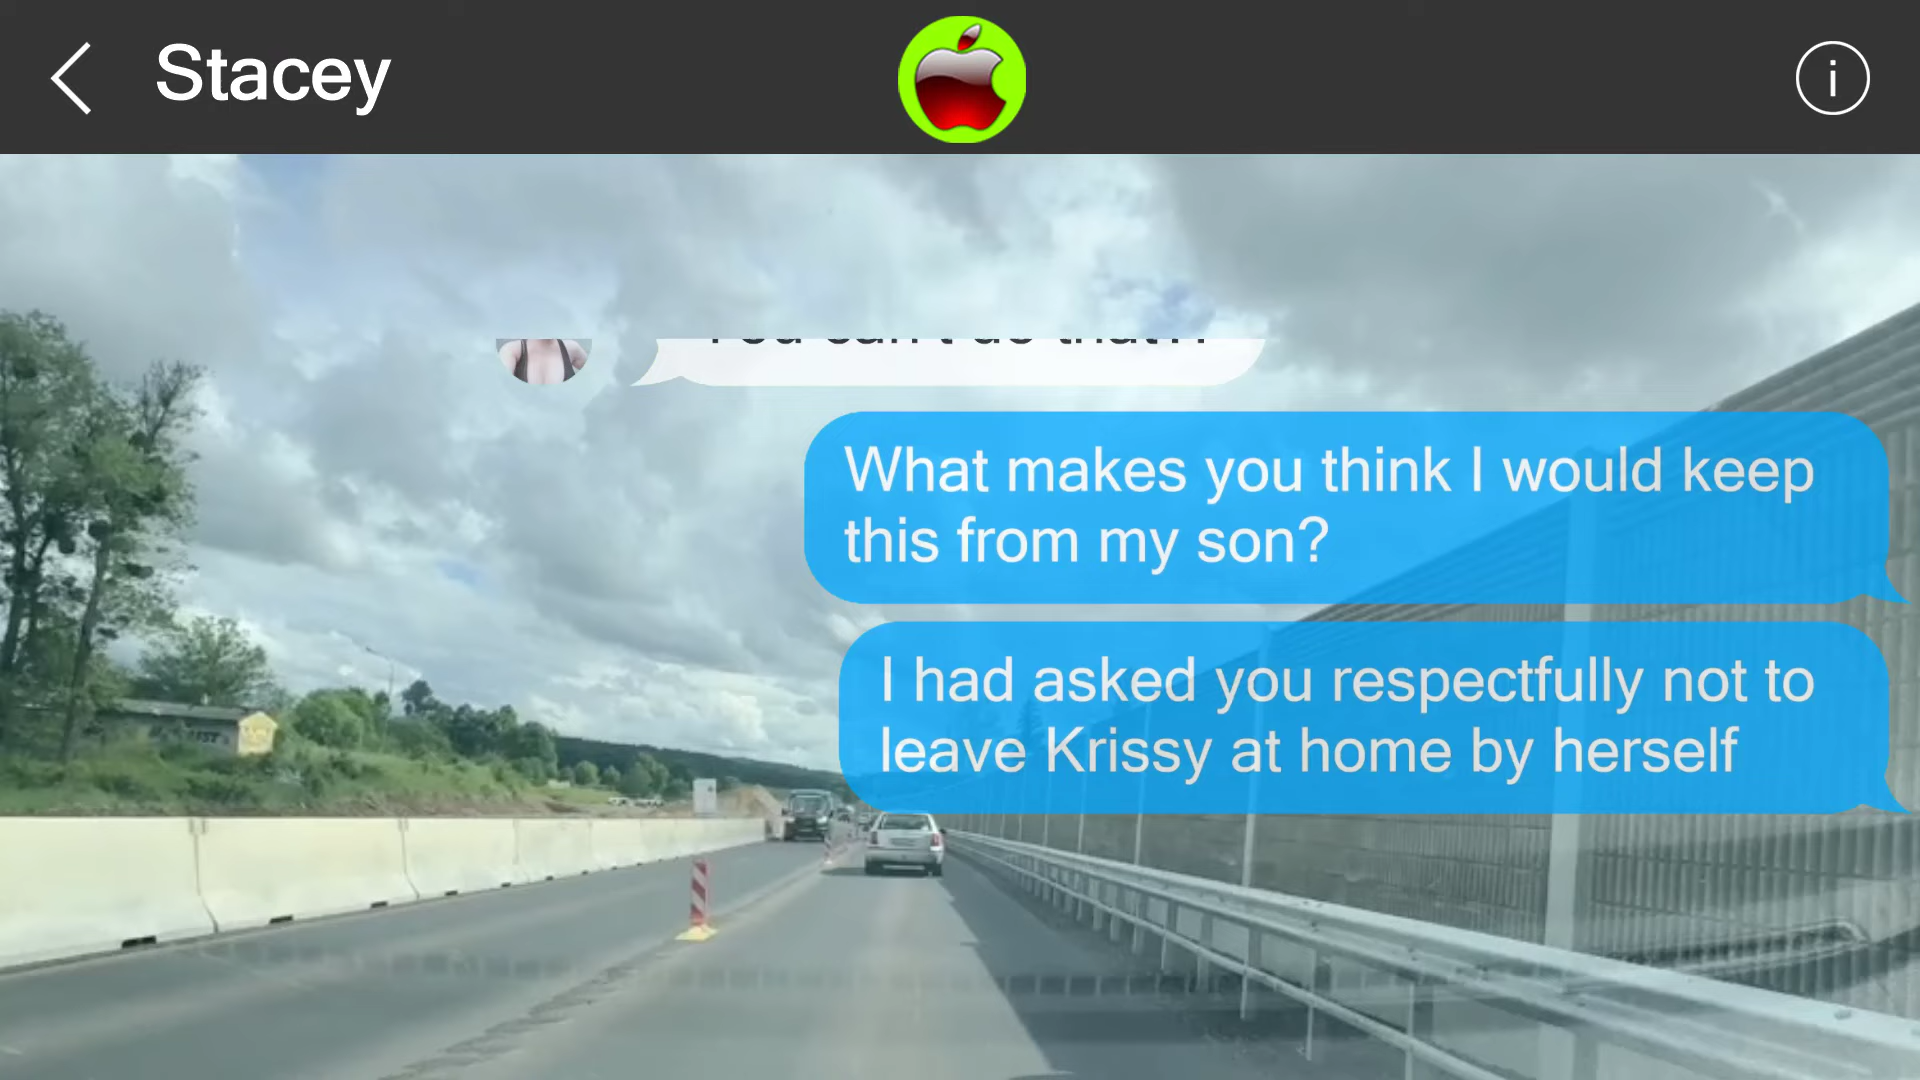 Stacey
What makes you think I would keep
this from my son?
I had asked you respectfully not to
leave Krissy at home by herself